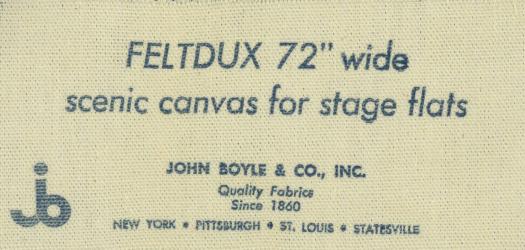 FELTDUX 72" wide
scenic canvas for stage flats
JOHN BOYLE & CO., INC.
Quality Fabrics
Since 1860
jb
NEW YORK * PITTSBURGH * ST. LOUIS * STATESVILLE